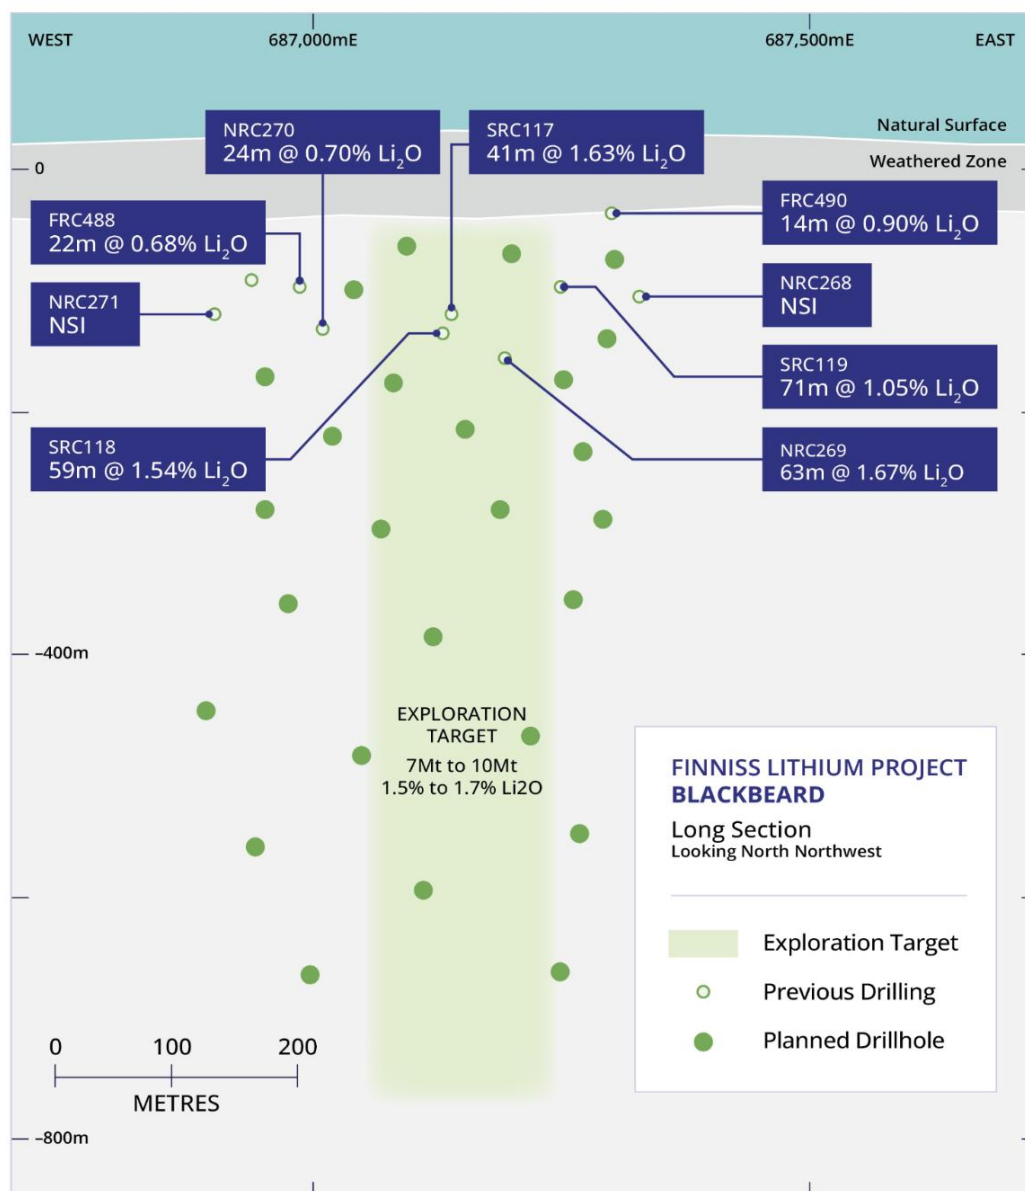 WEST
687,000mE
687,500mE
EAST
Natural Surface
Weathered Zone
0
NRC270
24m @ 0.70% Li₂O
SRC117
41m @ 1.63% Li₂O
FRC488
22m @ 0.68% Li₂O
FRC490
14m @ 0.90% Li₂O
NRC271
NSI
NRC268
NSI
SRC119
71m @ 1.05% Li₂O
SRC118
59m @ 1.54% Li₂O
NRC269
63m @ 1.67% Li₂O
–400m
EXPLORATION
TARGET
7Mt to 10Mt
1.5% to 1.7% Li2O
FINNISS LITHIUM PROJECT
BLACKBEARD
Long Section
Looking North Northwest
Exploration Target
Previous Drilling
Planned Drillhole
0 100 200
METRES
–800m